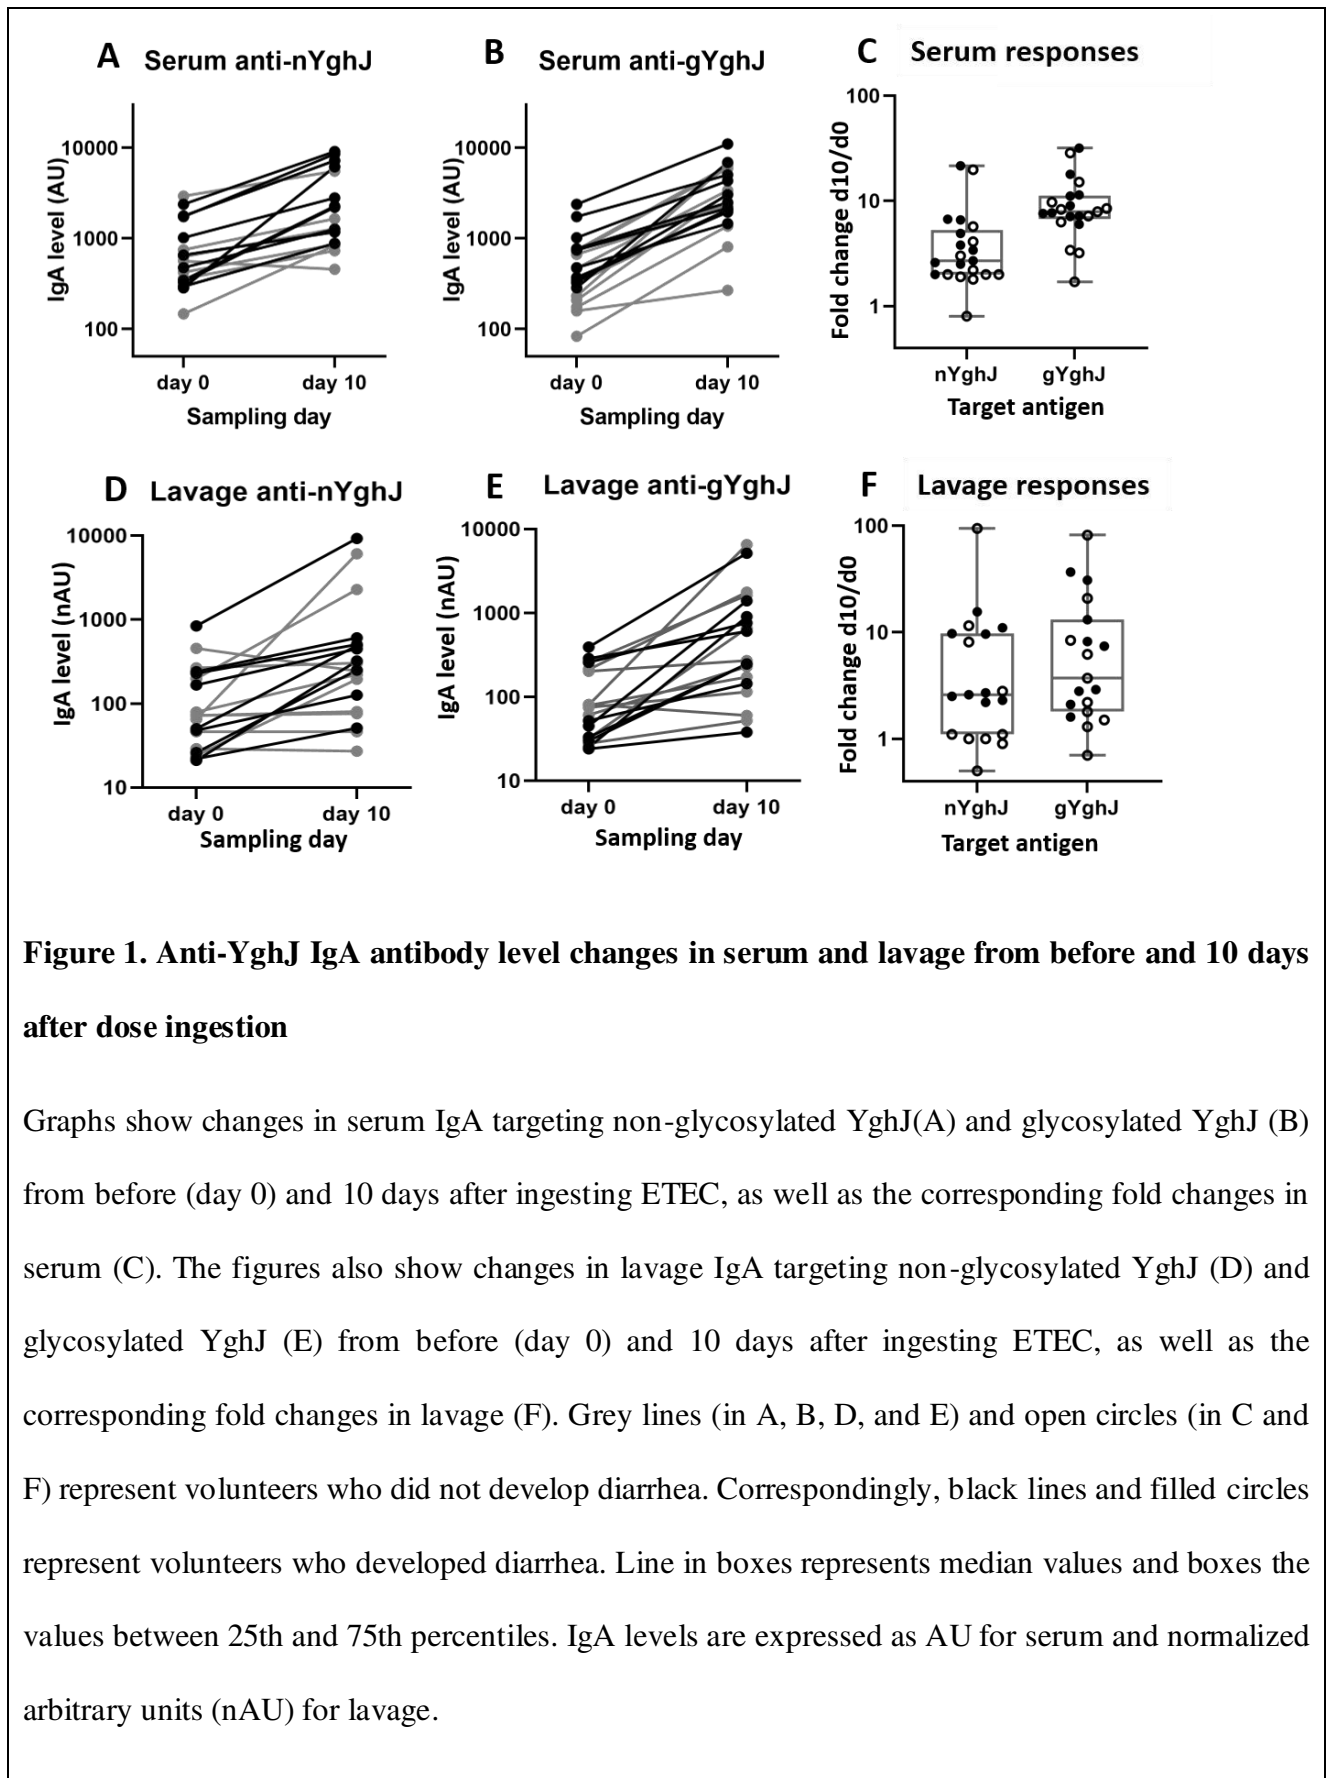 A Serum anti-nYghJ
IgA level (AU)
10000
1000
100
day 0 day 10
Sampling day
B Serum anti-gYghJ
IgA level (AU)
10000
1000
100
day 0 day 10
Sampling day
C Serum responses
Fold change d10/d0
100
10
1
nYghJ gYghJ
Target antigen
D Lavage anti-nYghJ
IgA level (nAU)
10000
1000
100
10
day 0 day 10
Sampling day
E Lavage anti-gYghJ
IgA level (nAU)
10000
1000
100
10
day 0 day 10
Sampling day
F Lavage responses
Fold change d10/d0
100
10
1
nYghJ gYghJ
Target antigen
Figure 1. Anti-YghJ IgA antibody level changes in serum and lavage from before and 10 days
after dose ingestion
Graphs show changes in serum IgA targeting non-glycosylated YghJ(A) and glycosylated YghJ (B)
from before (day 0) and 10 days after ingesting ETEC, as well as the corresponding fold changes in
serum (C). The figures also show changes in lavage IgA targeting non-glycosylated YghJ (D) and
glycosylated YghJ (E) from before (day 0) and 10 days after ingesting ETEC, as well as the
corresponding fold changes in lavage (F). Grey lines (in A, B, D, and E) and open circles (in C and
F) represent volunteers who did not develop diarrhea. Correspondingly, black lines and filled circles
represent volunteers who developed diarrhea. Line in boxes represents median values and boxes the
values between 25th and 75th percentiles. IgA levels are expressed as AU for serum and normalized
arbitrary units (nAU) for lavage.